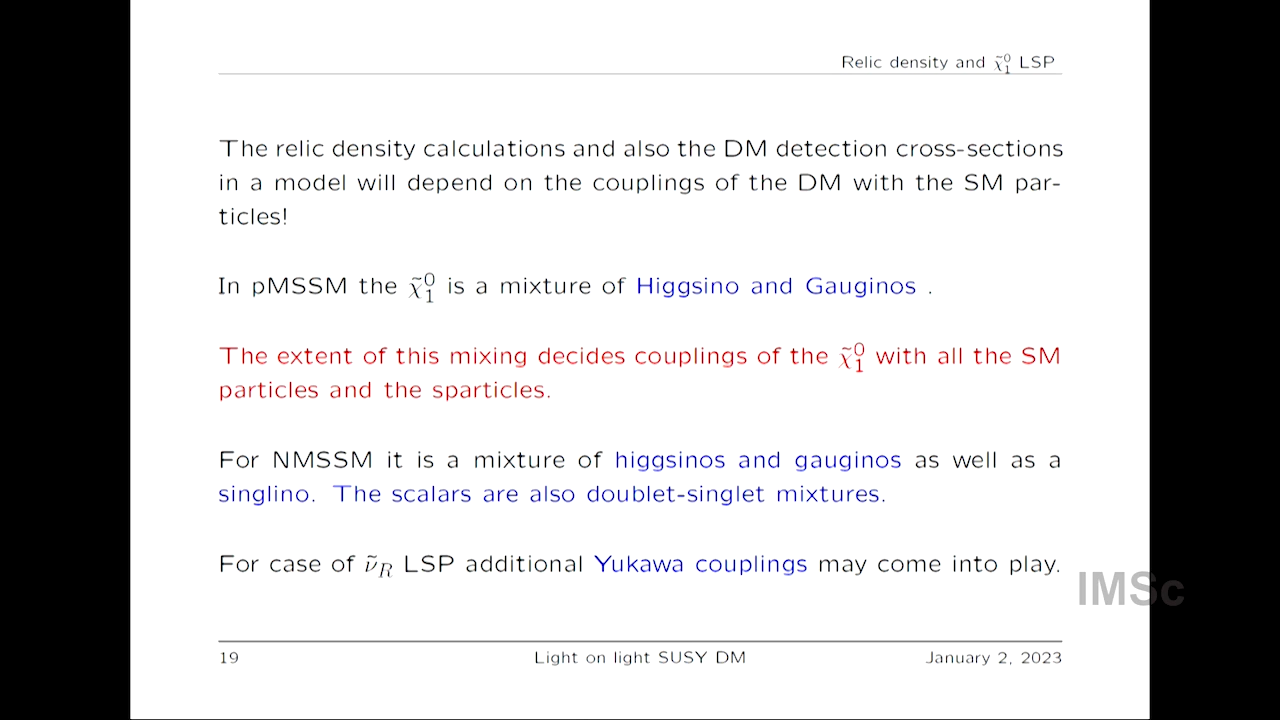 Relic density and χ̃₁⁰ LSP
The relic density calculations and also the DM detection cross-sections
in a model will depend on the couplings of the DM with the SM par-
ticles!
In pMSSM the χ̃₁⁰ is a mixture of Higgsino and Gauginos .
The extent of this mixing decides couplings of the χ̃₁⁰ with all the SM
particles and the sparticles.
For NMSSM it is a mixture of higgsinos and gauginos as well as a
singlino. The scalars are also doublet-singlet mixtures.
For case of ν̃_R LSP additional Yukawa couplings may come into play.
IMSc
19 Light on light SUSY DM January 2, 2023